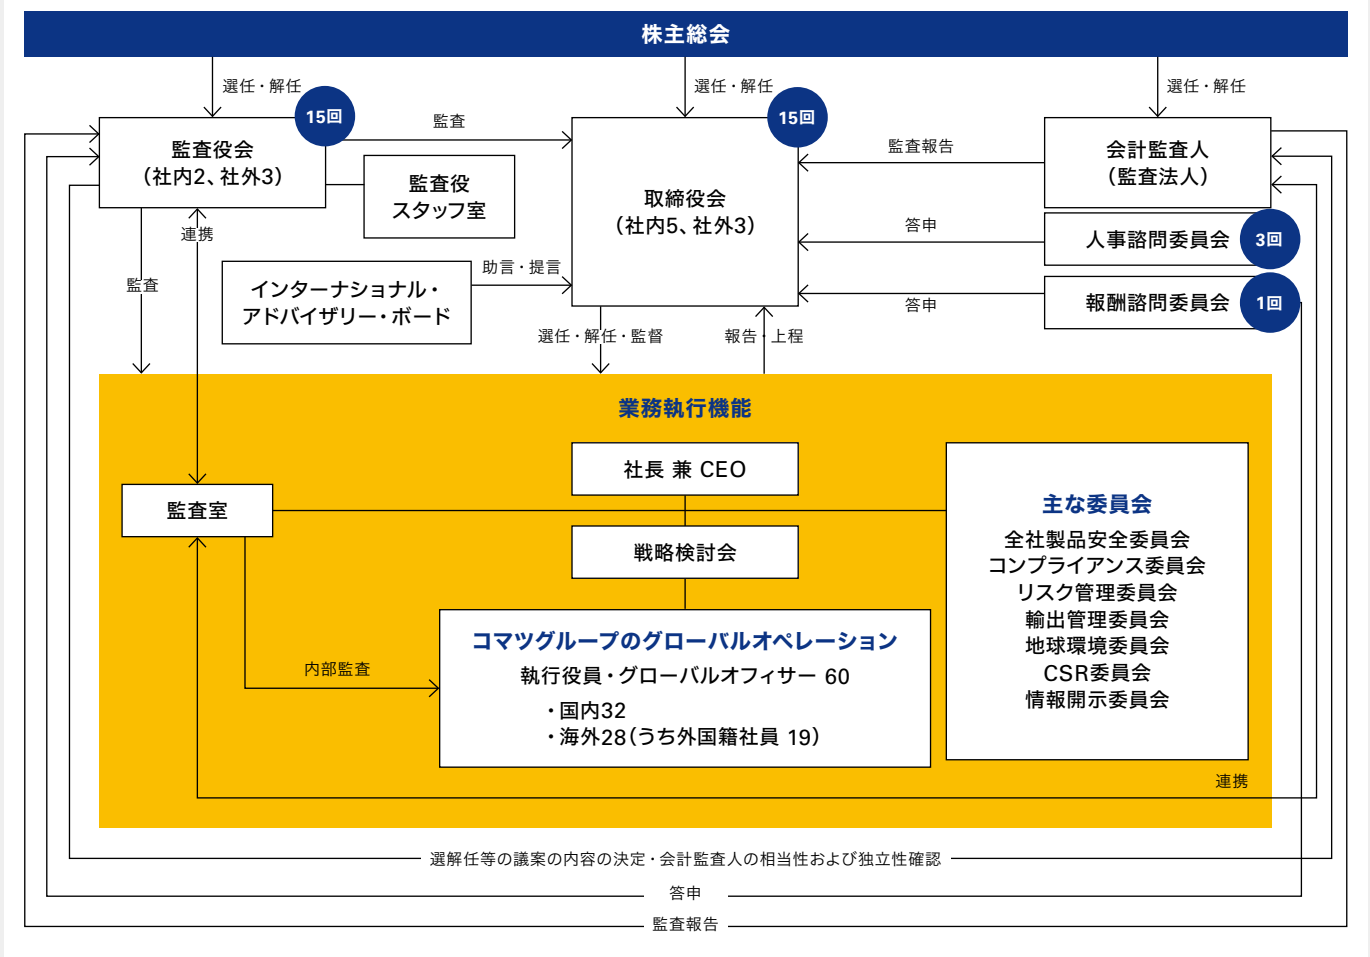 株主総会
選任・解任
選任・解任
選任・解任
15回
15回
監査役会
(社内2、社外3)
監査
取締役会
(社内5、社外3)
監査報告
会計監査人
(監査法人)
監査役
スタッフ室
連携
答申
人事諮問委員会
3回
監査
助言・提言
インターナショナル・
アドバイザリー・ボード
答申
報酬諮問委員会
1回
選任・解任・監督
報告・上程
業務執行機能
社長 兼 CEO
監査室
戦略検討会
主な委員会
全社製品安全委員会
コンプライアンス委員会
リスク管理委員会
輸出管理委員会
地球環境委員会
CSR委員会
情報開示委員会
コマツグループのグローバルオペレーション
執行役員・グローバルオフィサー 60
・国内32
・海外28(うち外国籍社員 19)
内部監査
連携
選解任等の議案の内容の決定・会計監査人の相当性および独立性確認
答申
監査報告